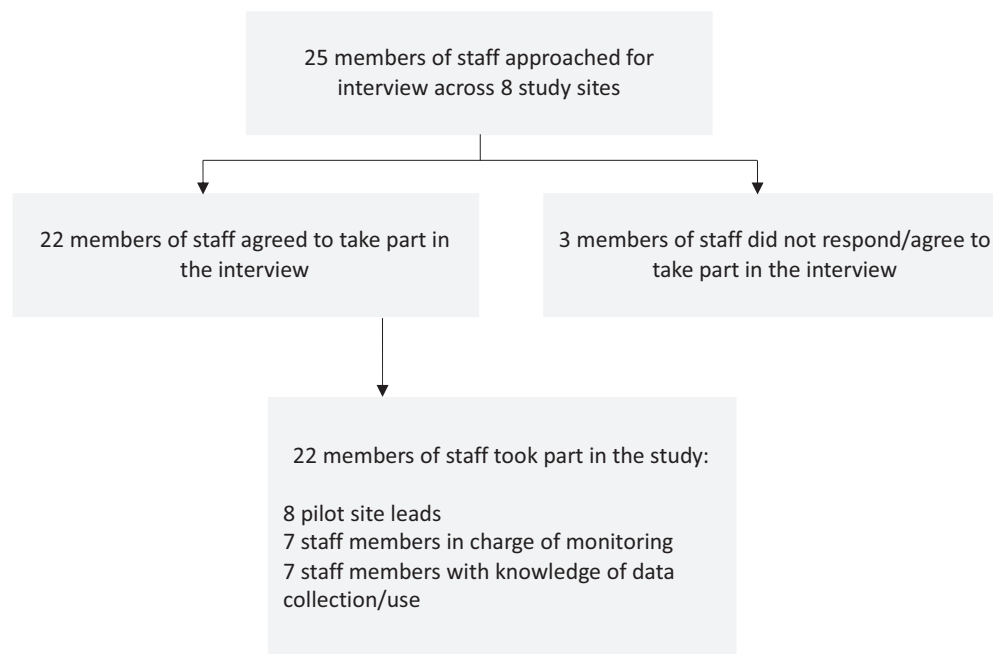 25 members of staff approached for
interview across 8 study sites
22 members of staff agreed to take part in
the interview
3 members of staff did not respond/agree to
take part in the interview
22 members of staff took part in the study:
8 pilot site leads
7 staff members in charge of monitoring
7 staff members with knowledge of data
collection/use